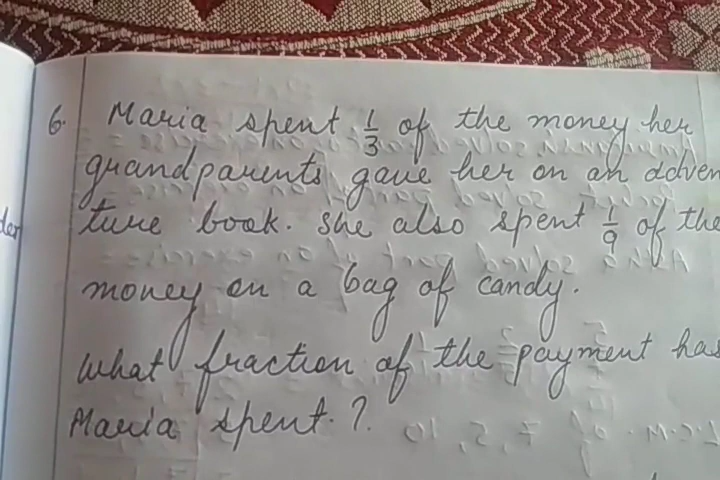 6. Maria spent 1/3 of the money her
grandparents gave her on an adven
ture book. She also spent 1/9 of the
money on a bag of candy.
what fraction of the payment has
Maria spent.?